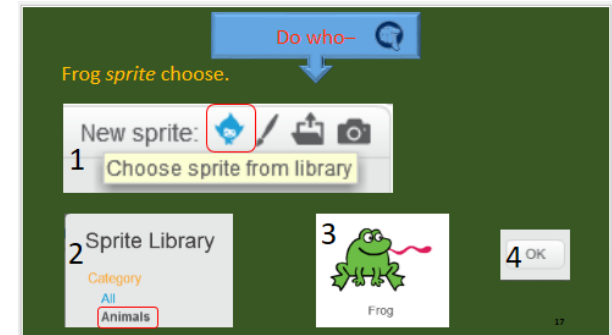 Do who–
Frog sprite choose.
New sprite:
1
Choose sprite from library
2
Sprite Library
Category
All
Animals
3
Frog
4
OK
17